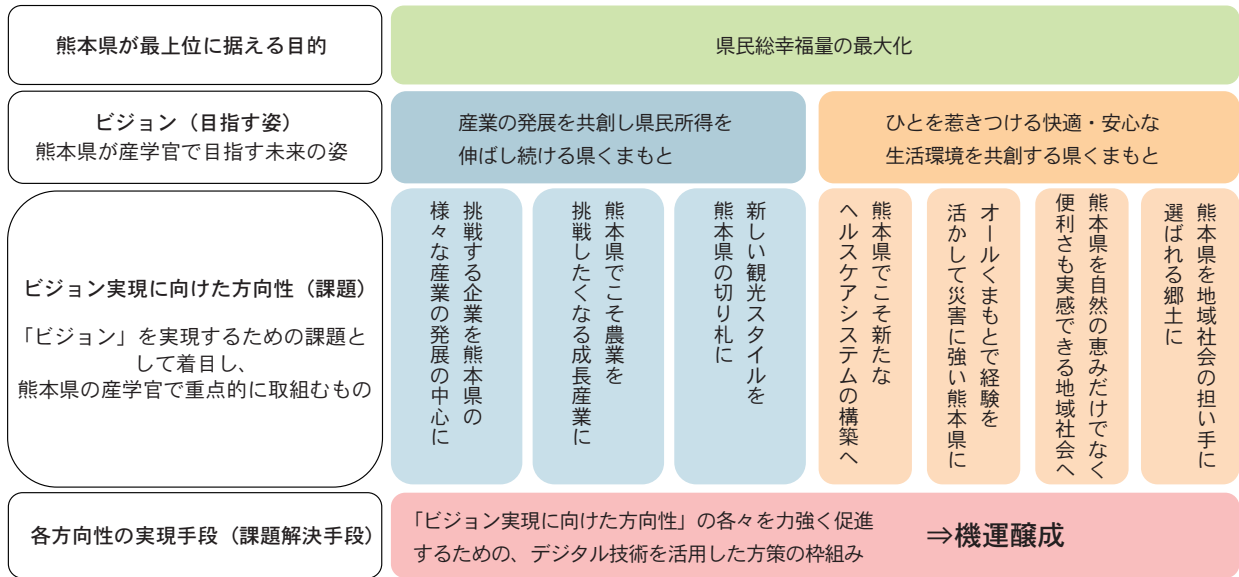 熊本県が最上位に据える目的
県民総幸福量の最大化
ビジョン（目指す姿）
熊本県が産学官で目指す未来の姿
産業の発展を共創し県民所得を
伸ばし続ける県くまもと
ひとを惹きつける快適・安心な
生活環境を共創する県くまもと
ビジョン実現に向けた方向性（課題）
「ビジョン」を実現するための課題と
して着目し、
熊本県の産学官で重点的に取組むもの
挑戦する企業を熊本県の
様々な産業の発展の中心に
熊本県でこそ農業を
挑戦したくなる成長産業に
新しい観光スタイルを
熊本県の切り札に
熊本県でこそ新たな
ヘルスケアシステムの構築へ
オールくまもとで経験を
活かして災害に強い熊本県に
熊本県を自然の恵みだけでなく
便利さも実感できる地域社会へ
熊本県を地域社会の担い手に
選ばれる郷土に
各方向性の実現手段（課題解決手段）
「ビジョン実現に向けた方向性」の各々を力強く促進
するための、デジタル技術を活用した方策の枠組み
⇒機運醸成